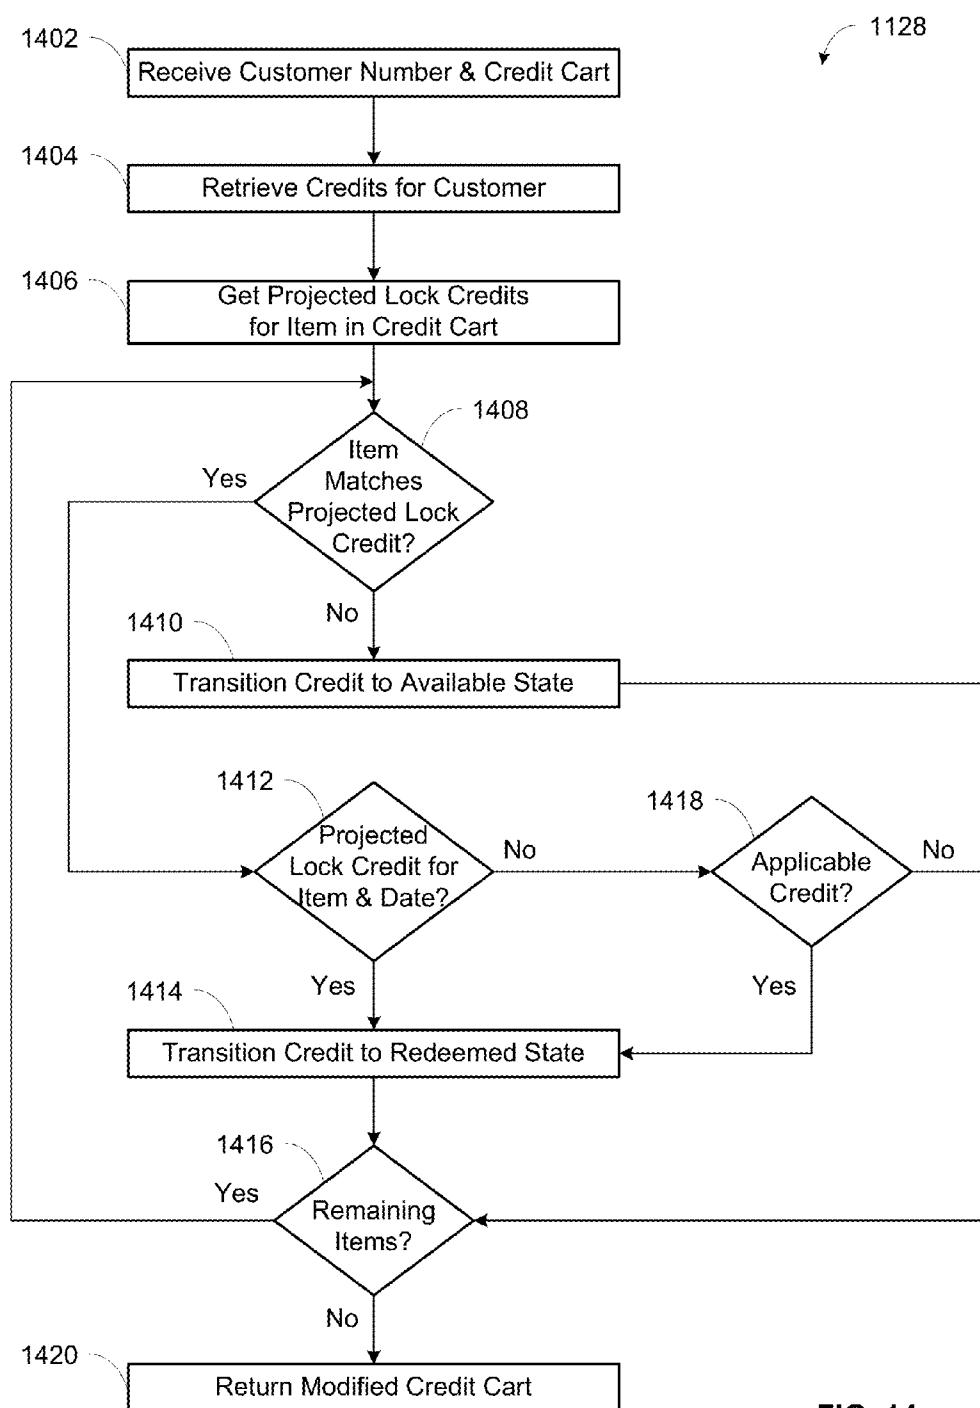 1402
1128
Receive Customer Number & Credit Cart
1404
Retrieve Credits for Customer
1406
Get Projected Lock Credits
for Item in Credit Cart
1408
Item
Matches
Projected Lock
Credit?
Yes
No
1410
Transition Credit to Available State
1412
Projected
Lock Credit for
Item & Date?
No
1418
Applicable
Credit?
No
Yes
Yes
1414
Transition Credit to Redeemed State
1416
Remaining
Items?
Yes
No
1420
Return Modified Credit Cart